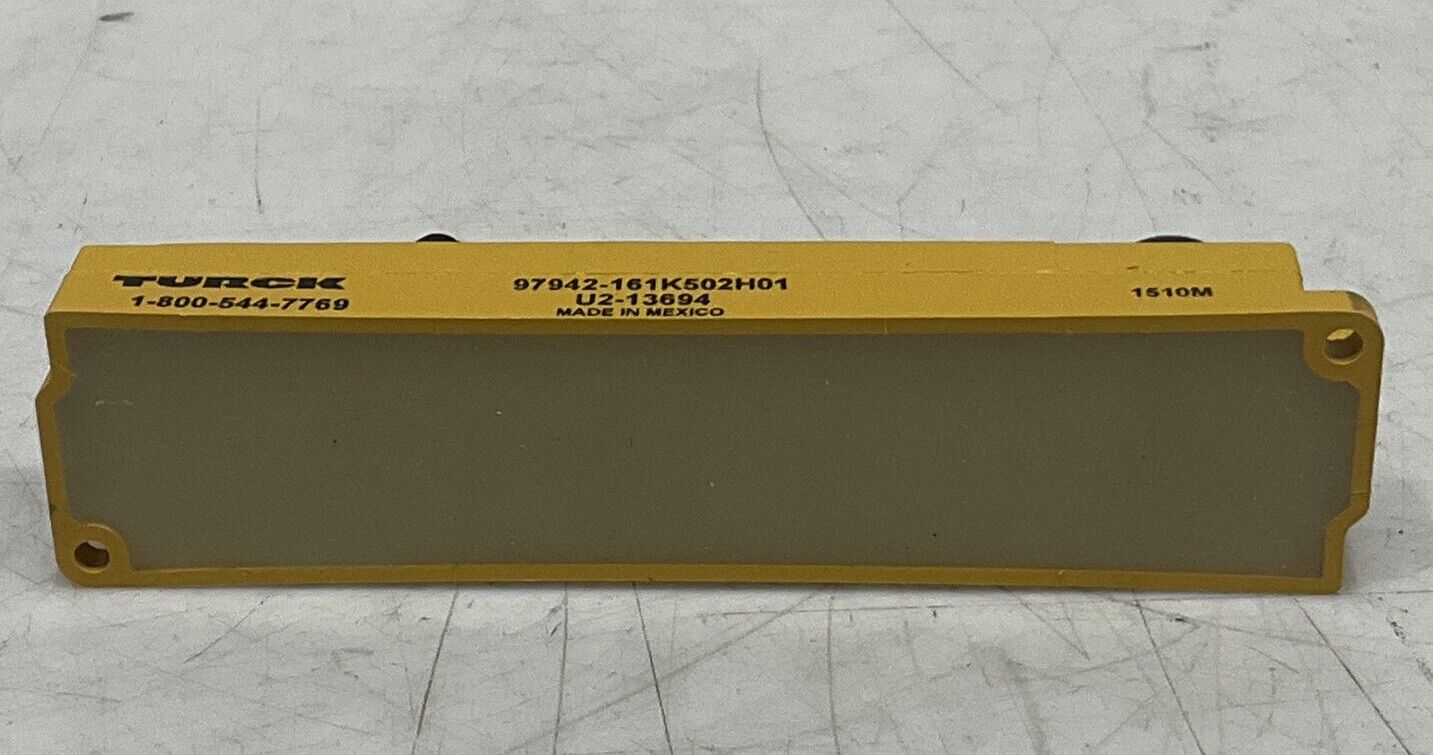 TURCK
1-800-544-7769
97942-161K502H01
U2-13694
MADE IN MEXICO
1510M